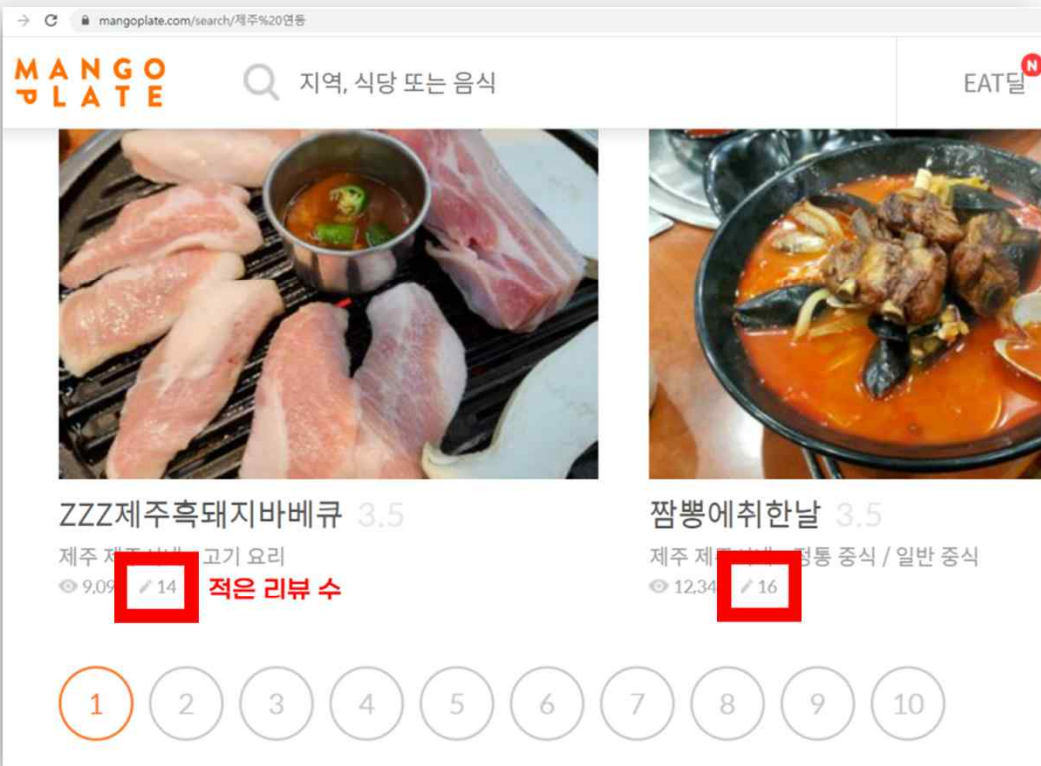 mangoplate.com/search/제주%20연동
MANGO
PLATE
지역, 식당 또는 음식
EAT딜
N
ZZZ제주흑돼지바베큐 3.5
제주 고기 요리
9,09 14 적은 리뷰 수
짬뽕에취한날 3.5
제주 정통 중식 / 일반 중식
12,34 16
1 2 3 4 5 6 7 8 9 10